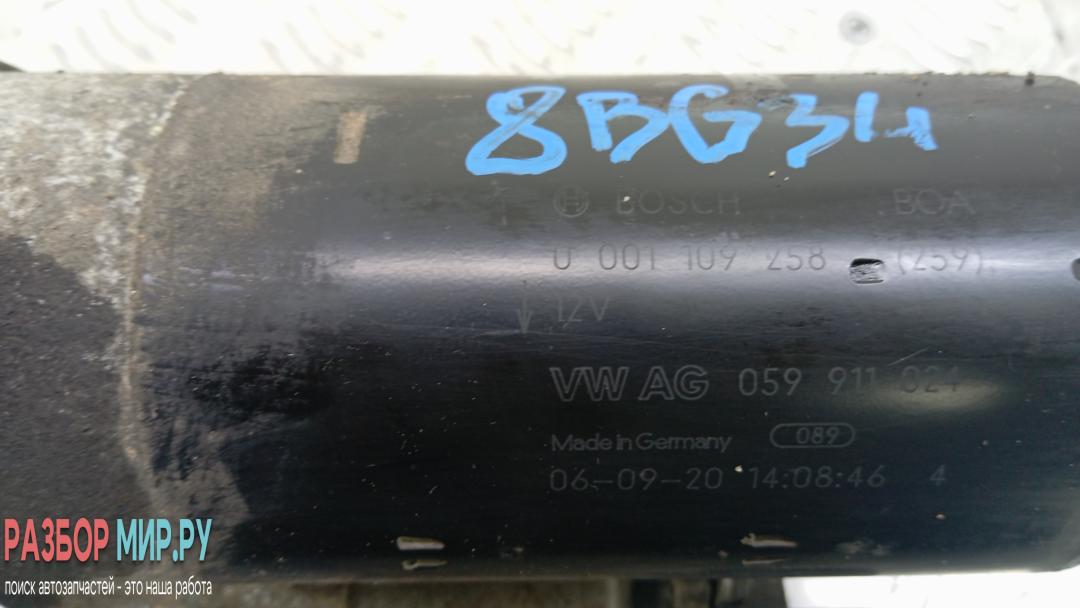 8BG34
BOSCH BOA
0 001 109 258 (259)
12V
VW AG 059 911 024
Made in Germany 089
06-09-20 14:08:46 4
РАЗБОР МИР.РУ
поиск автозапчастей - это наша работа